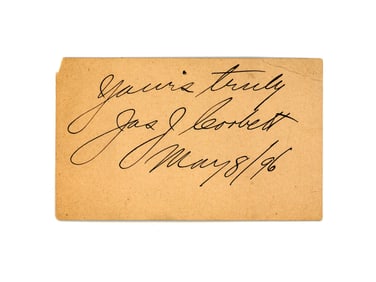 Yours truly
Jas J Corbett
May 8/96